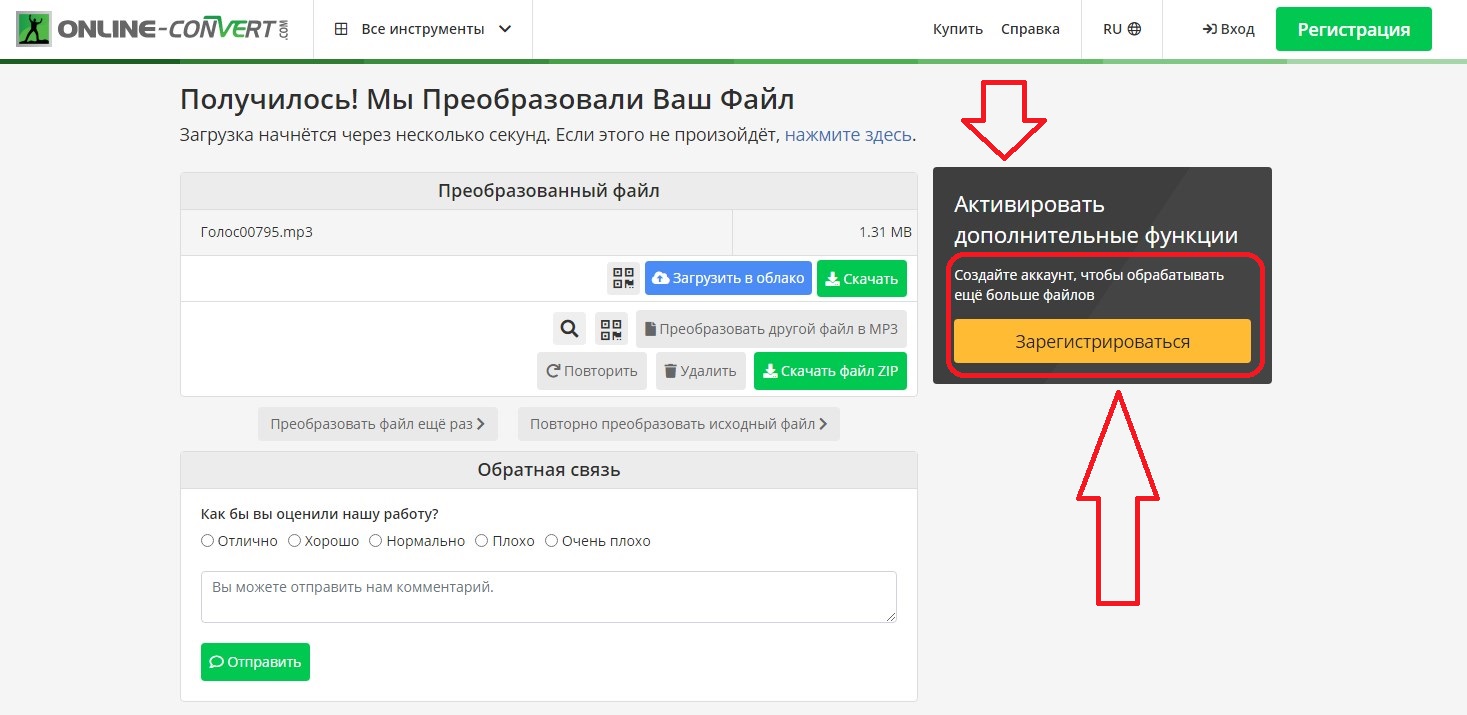 ONLINE-CONVERT.COM
Все инструменты
Купить
Справка
RU
Вход
Регистрация
Получилось! Мы Преобразовали Ваш Файл
Загрузка начнётся через несколько секунд. Если этого не произойдёт, нажмите здесь.
Преобразованный файл
Голос00795.mp3 1.31 MB
Загрузить в облако Скачать
Преобразовать другой файл в MP3
Повторить Удалить Скачать файл ZIP
Преобразовать файл ещё раз Повторно преобразовать исходный файл
Активировать
дополнительные функции
Создайте аккаунт, чтобы обрабатывать
ещё больше файлов
Зарегистрироваться
Обратная связь
Как бы вы оценили нашу работу?
Отлично Хорошо Нормально Плохо Очень плохо
Вы можете отправить нам комментарий.
Отправить